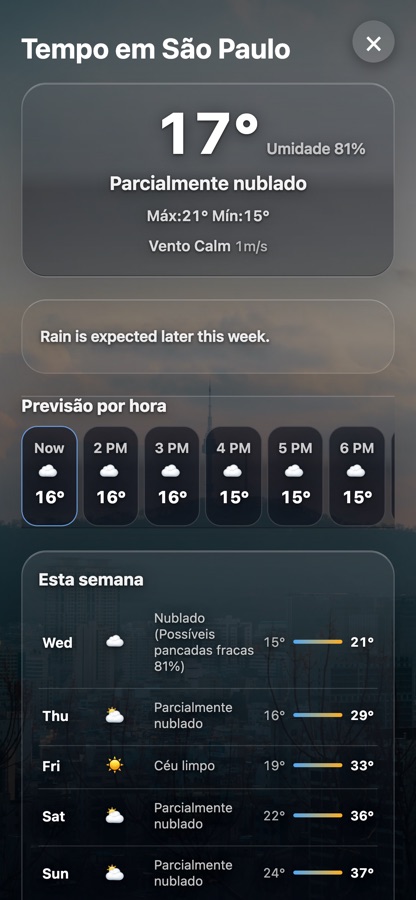 Tempo em São Paulo
17° Umidade 81%
Parcialmente nublado
Máx:21° Mín:15°
Vento Calm 1m/s
Rain is expected later this week.
Previsão por hora
Now 2 PM 3 PM 4 PM 5 PM 6 PM
16° 16° 16° 15° 15° 15°
Esta semana
Wed
Nublado
(Possíveis
pancadas fracas
81%)
15° 21°
Thu
Parcialmente
nublado
16° 29°
Fri Céu limpo 19° 33°
Sat
Parcialmente
nublado
22° 36°
Sun
Parcialmente
nublado
24° 37°